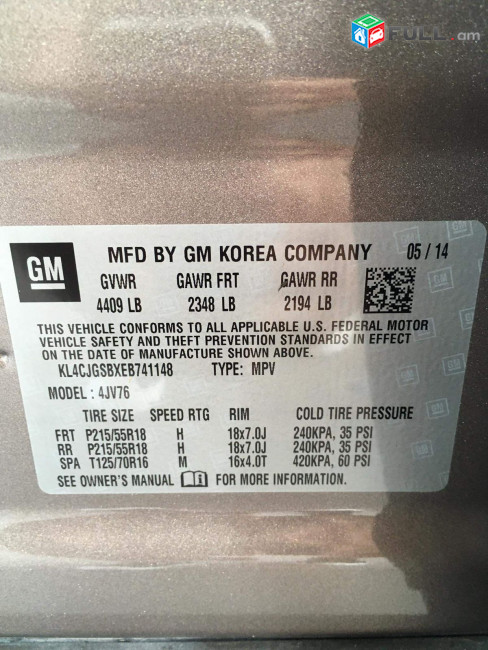 FULL.am
GM
MFD BY GM KOREA COMPANY 05 / 14
GVWR GAWR FRT GAWR RR
4409 LB 2348 LB 2194 LB
THIS VEHICLE CONFORMS TO ALL APPLICABLE U.S. FEDERAL MOTOR
VEHICLE SAFETY AND THEFT PREVENTION STANDARDS IN EFFECT
ON THE DATE OF MANUFACTURE SHOWN ABOVE.
KL4CJGSBXEB741148 TYPE: MPV
MODEL : 4JV76
TIRE SIZE SPEED RTG RIM COLD TIRE PRESSURE
FRT P215/55R18 H 18x7.0J 240KPA, 35 PSI
RR P215/55R18 H 18x7.0J 240KPA, 35 PSI
SPA T125/70R16 M 16x4.0T 420KPA, 60 PSI
SEE OWNER'S MANUAL FOR MORE INFORMATION.